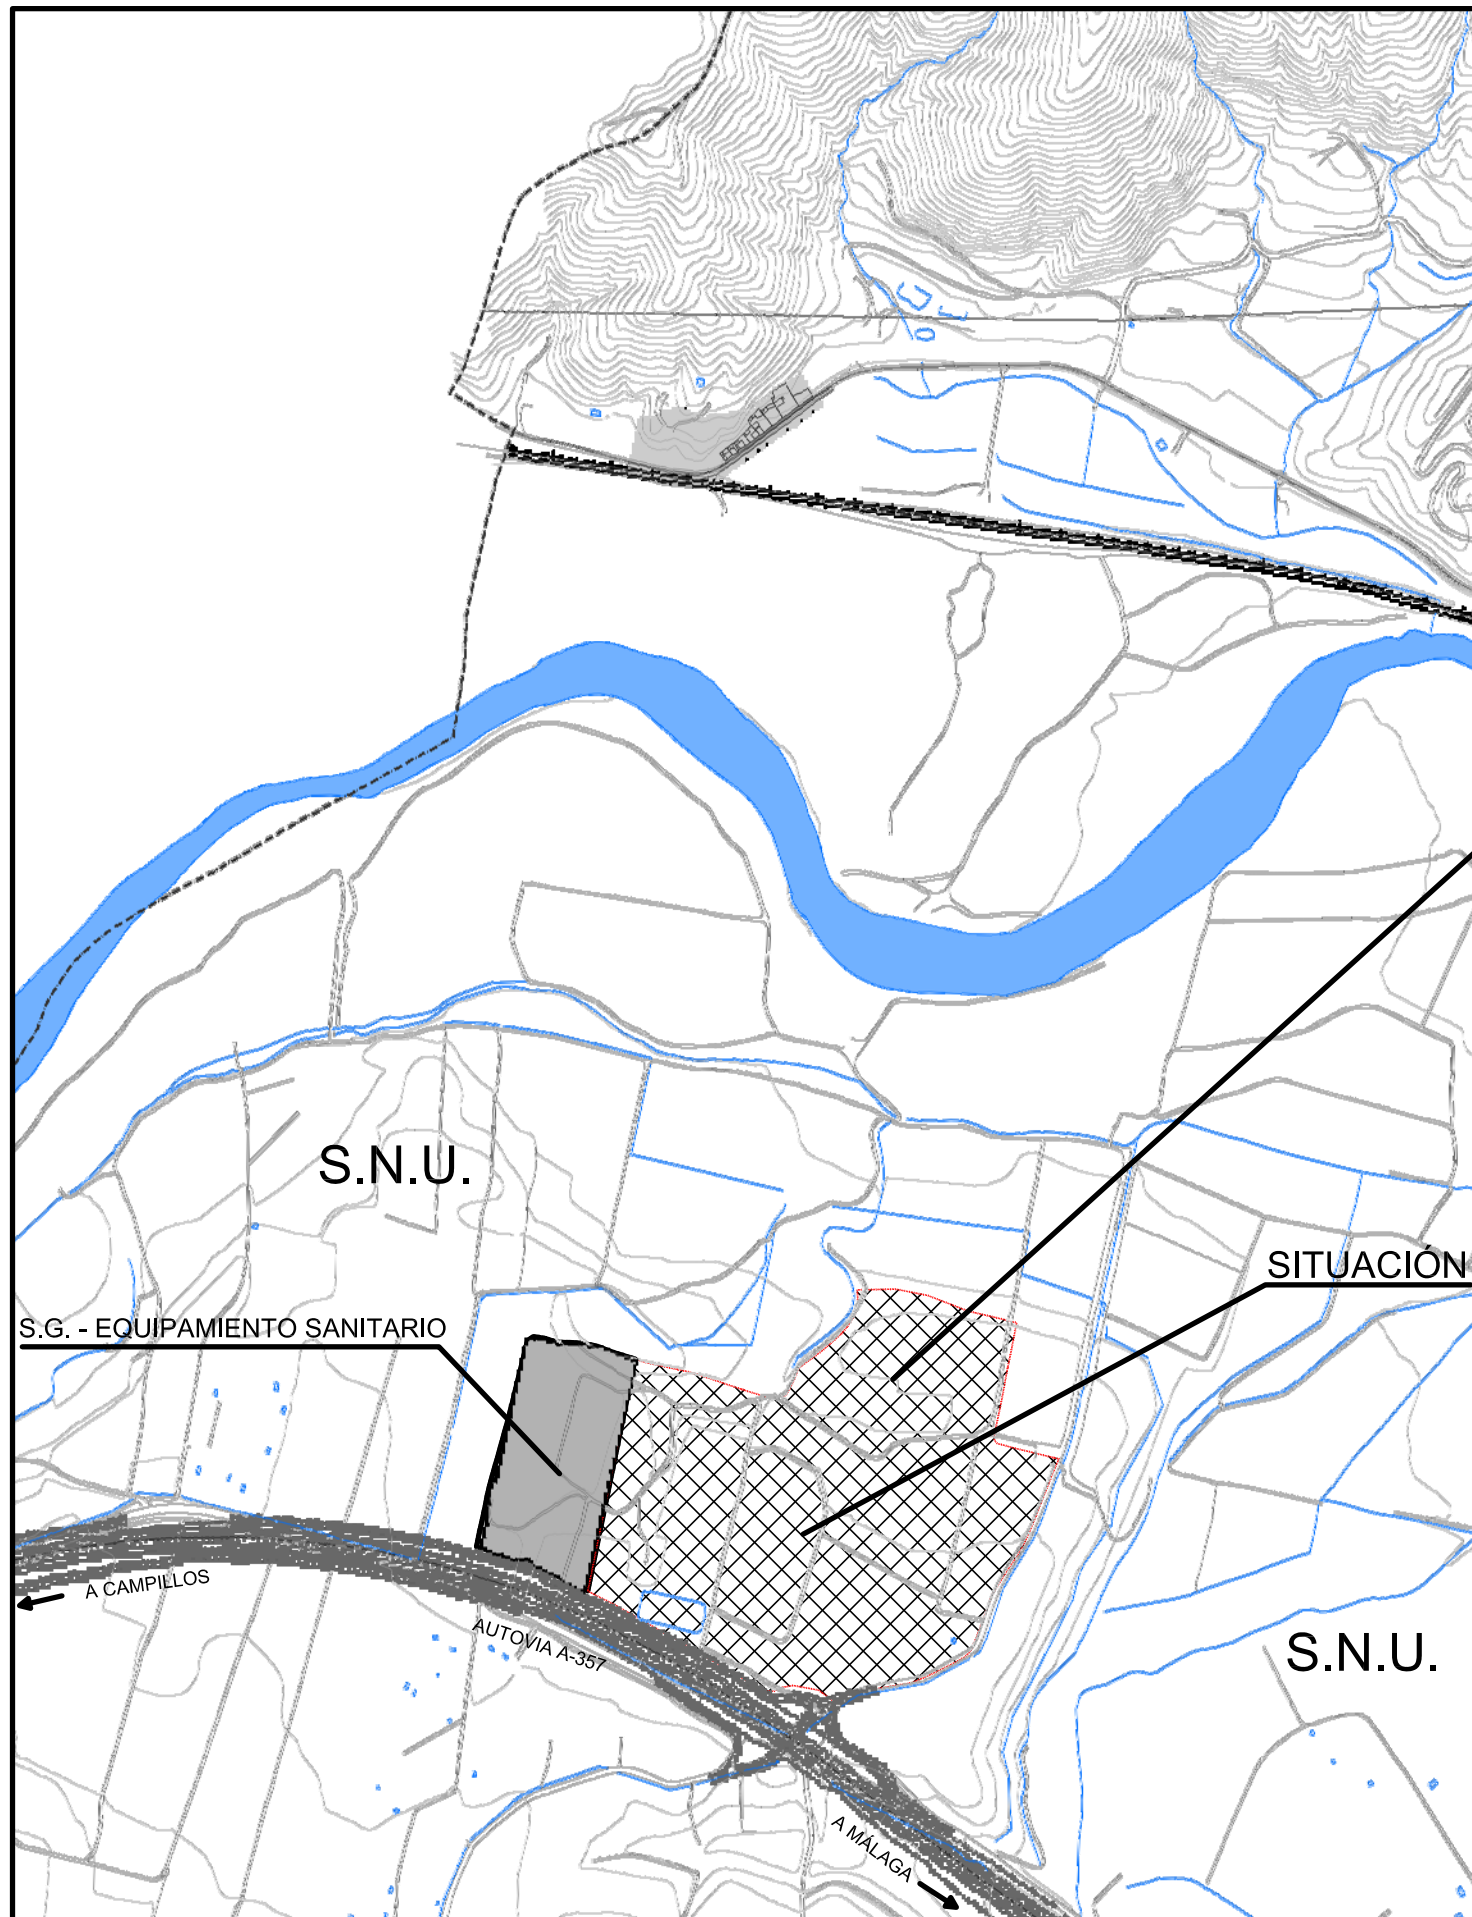 S.N.U.
SITUACIÓN
S.G. - EQUIPAMIENTO SANITARIO
A CAMPILLOS
AUTOVIA A-357
S.N.U.
A MÁLAGA